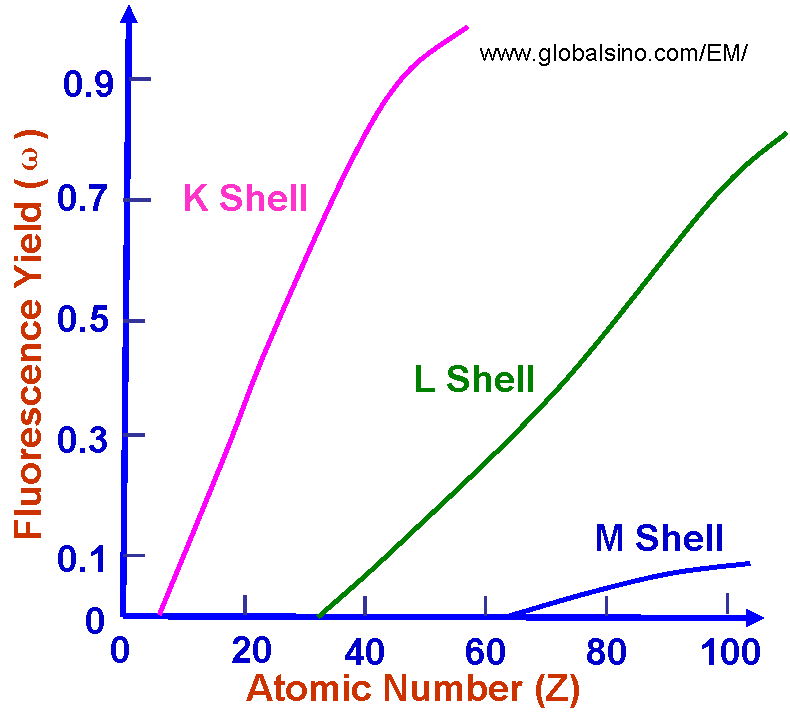 www.globalsino.com/EM/
Fluorescence Yield (ω)
0.9
0.7
0.5
0.3
0.1
0
K Shell
L Shell
M Shell
0 20 40 60 80 100
Atomic Number (Z)